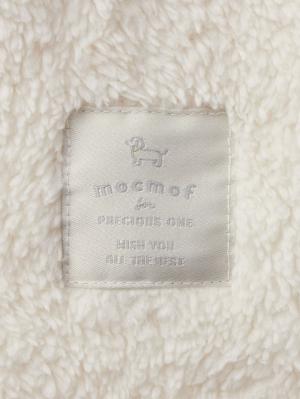 mocmof
for
PRECIOUS ONE
WISH YOU
ALL THE BEST